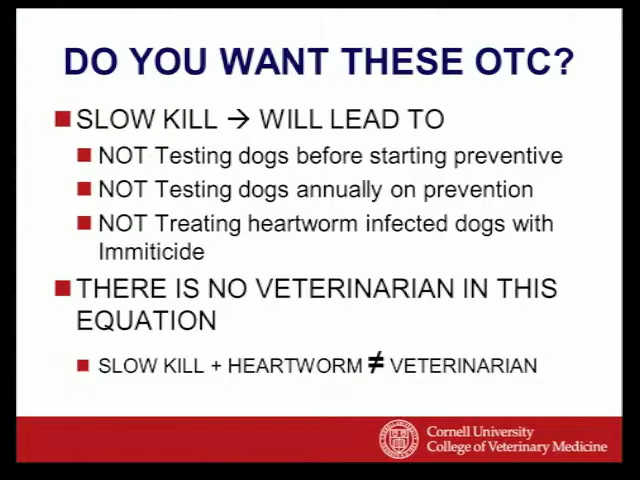 DO YOU WANT THESE OTC?
SLOW KILL → WILL LEAD TO
NOT Testing dogs before starting preventive
NOT Testing dogs annually on prevention
NOT Treating heartworm infected dogs with
Immiticide
THERE IS NO VETERINARIAN IN THIS
EQUATION
SLOW KILL + HEARTWORM ≠ VETERINARIAN
Cornell University
College of Veterinary Medicine